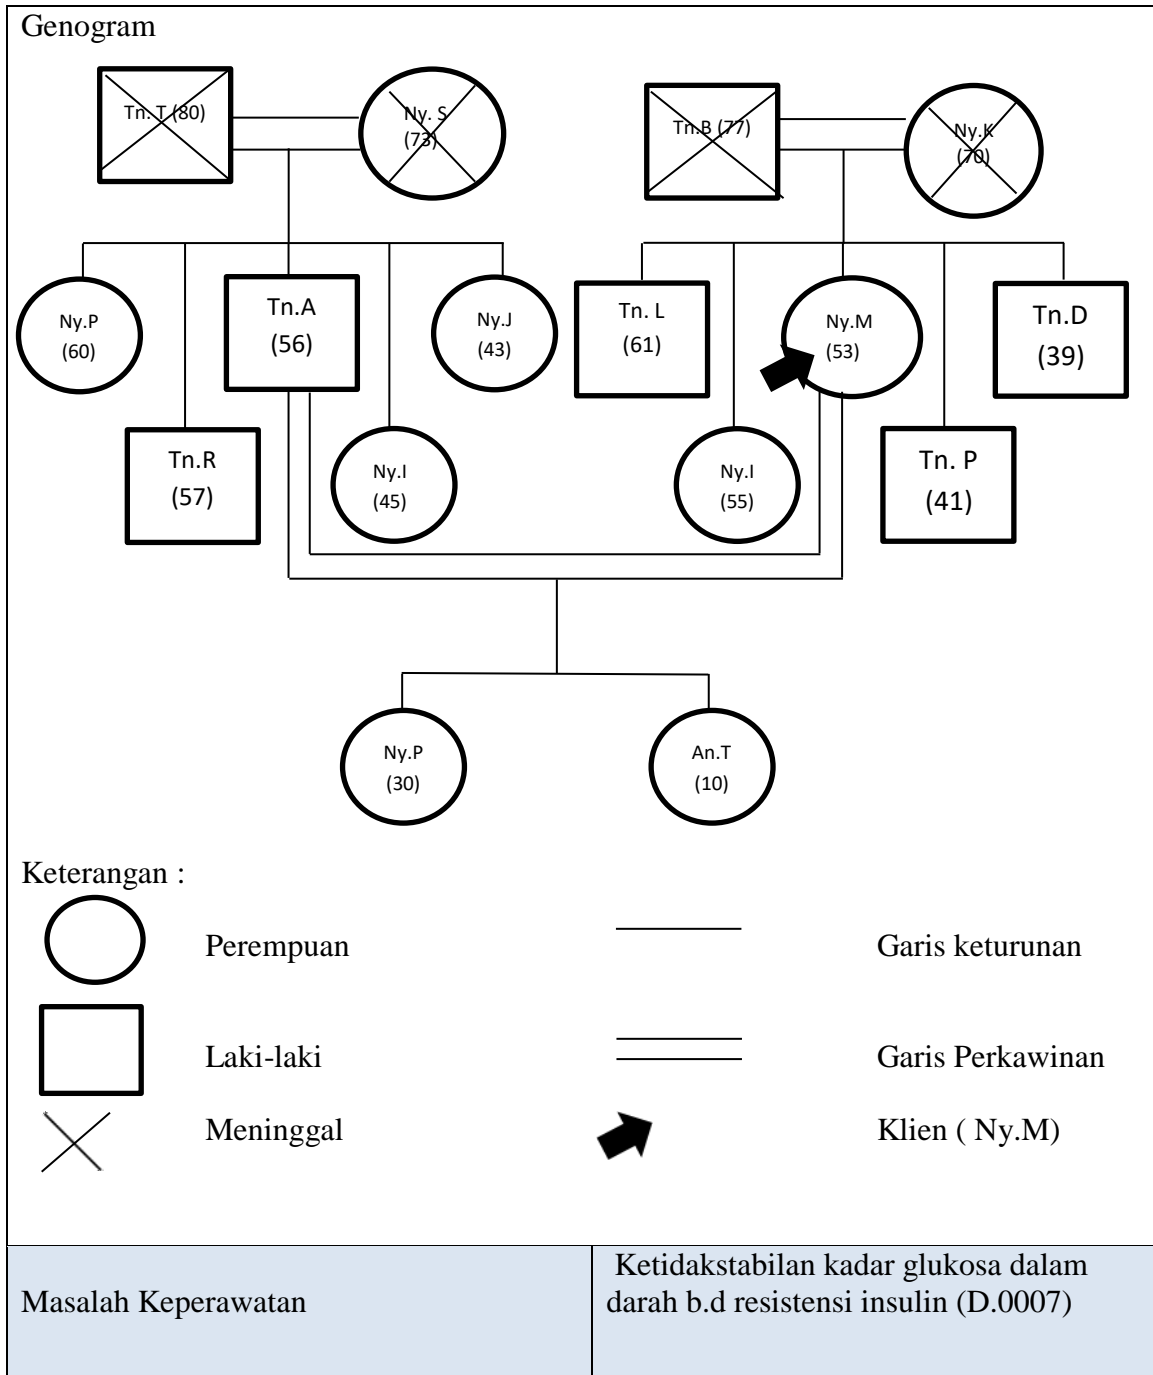 Genogram
Tn. T (80)
Ny. S
(73)
Tn.B (77)
Ny.K
(70)
Ny.P
(60)
Tn.A
(56)
Ny.J
(43)
Tn. L
(61)
Ny.M
(53)
Tn.D
(39)
Tn.R
(57)
Ny.I
(45)
Ny.I
(55)
Tn. P
(41)
Ny.P
(30)
An.T
(10)
Keterangan :
Perempuan
Garis keturunan
Laki-laki
Garis Perkawinan
Meninggal
Klien ( Ny.M)
Masalah Keperawatan
Ketidakstabilan kadar glukosa dalam
darah b.d resistensi insulin (D.0007)